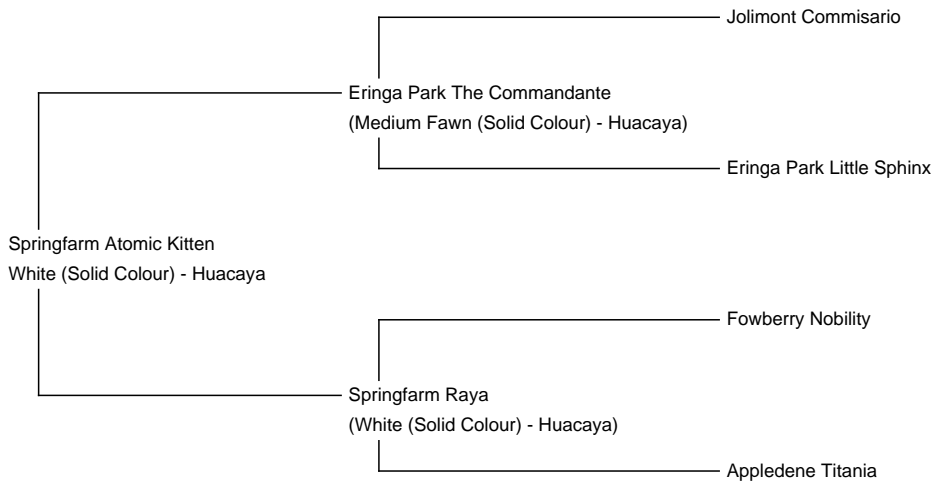 Jolimont Commisario
Eringa Park The Commandante
(Medium Fawn (Solid Colour) - Huacaya)
Eringa Park Little Sphinx
Springfarm Atomic Kitten
White (Solid Colour) - Huacaya
Fowberry Nobility
Springfarm Raya
(White (Solid Colour) - Huacaya)
Appledene Titania